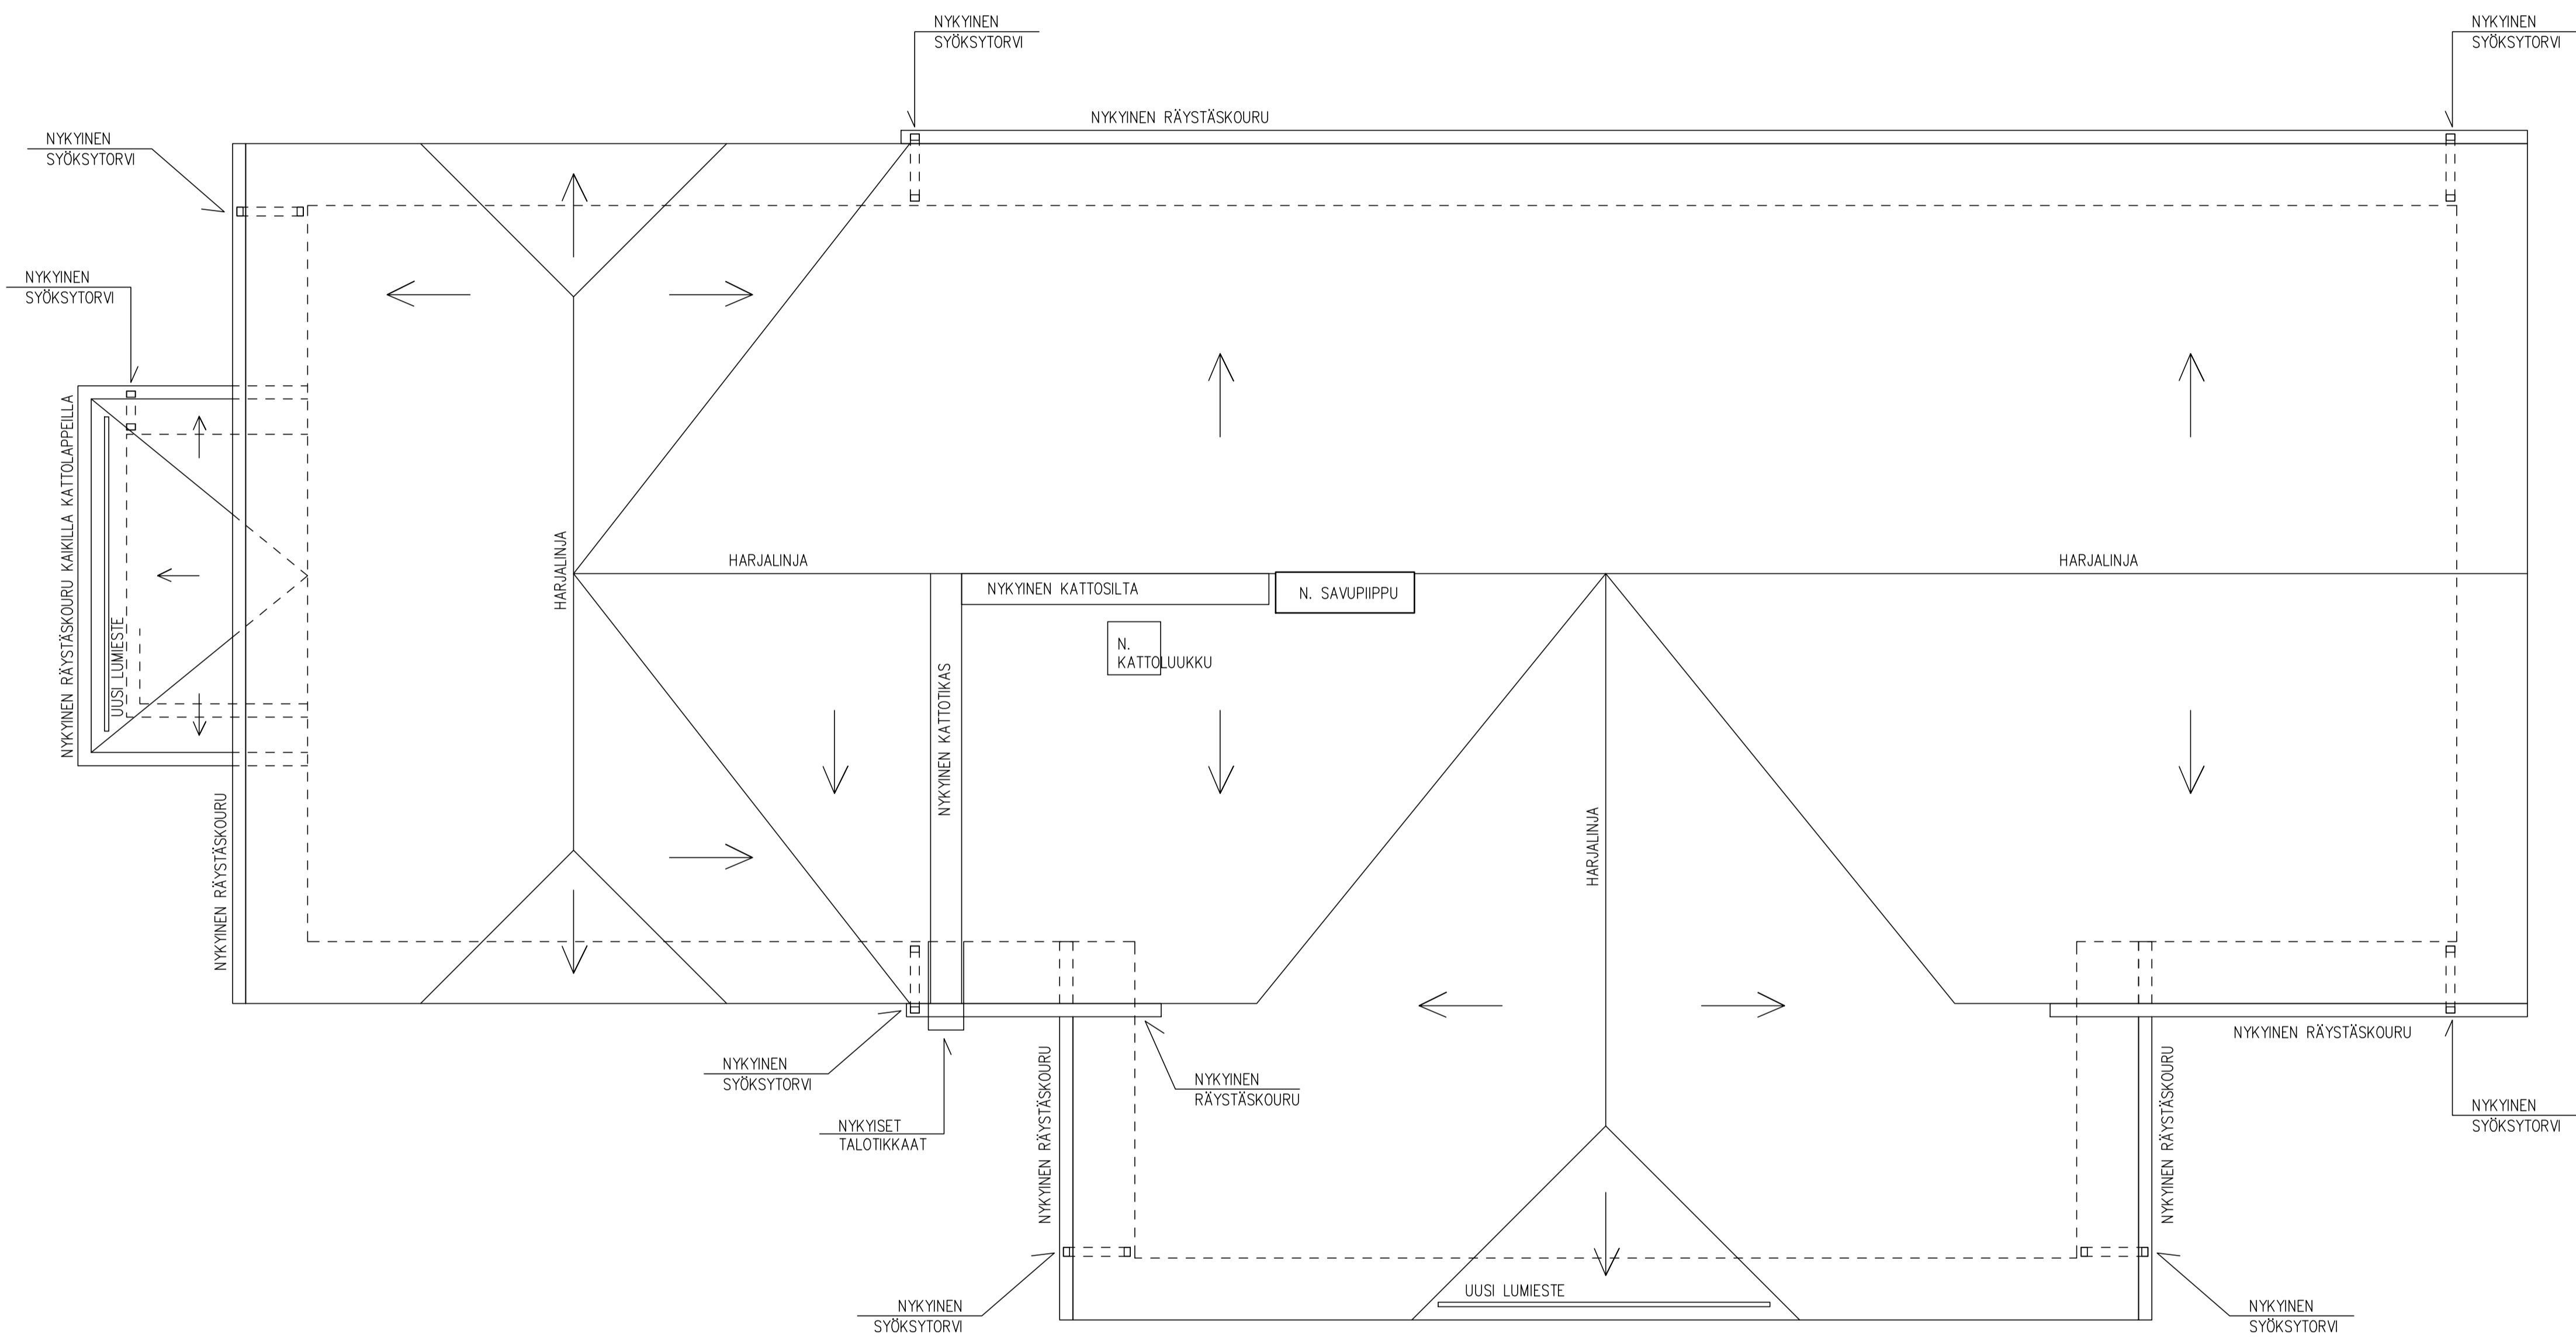 NYKYINEN
SYÖKSYTORVI
NYKYINEN
SYÖKSYTORVI
NYKYINEN RÄYSTÄSKOURU
NYKYINEN
SYÖKSYTORVI
NYKYINEN
SYÖKSYTORVI
NYKYINEN RÄYSTÄSKOURU KAIKILLA KATTOLAPPEILLA
UUSI LUMIESTE
NYKYINEN RÄYSTÄSKOURU
HARJALINJA
HARJALINJA
NYKYINEN KATTOSILTA
N. SAVUPIIPPU
HARJALINJA
N.
KATTOLUUKKU
NYKYINEN KATTOTIKAS
HARJALINJA
NYKYINEN RÄYSTÄSKOURU
NYKYINEN
SYÖKSYTORVI
NYKYISET
TALOTIKKAAT
NYKYINEN RÄYSTÄSKOURU
NYKYINEN
RÄYSTÄSKOURU
NYKYINEN RÄYSTÄSKOURU
NYKYINEN
SYÖKSYTORVI
UUSI LUMIESTE
NYKYINEN
SYÖKSYTORVI
NYKYINEN
SYÖKSYTORVI